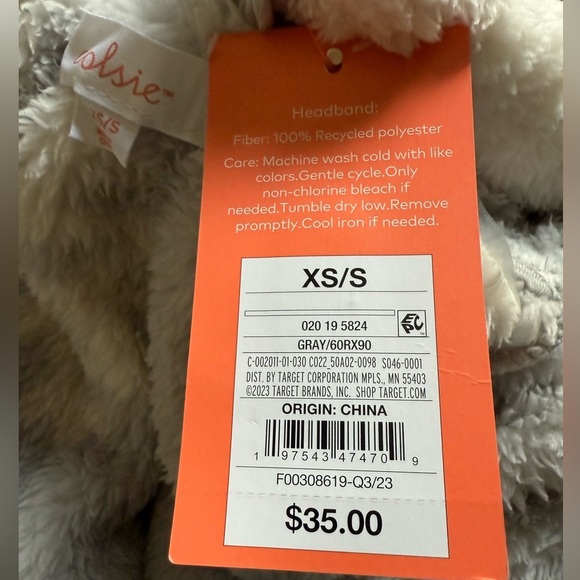 olsie™
XS/S
Headband:
Fiber: 100% Recycled polyester
Care: Machine wash cold with like
colors.Gentle cycle.Only
non-chlorine bleach if
needed.Tumble dry low.Remove
promptly.Cool iron if needed.
XS/S
020 19 5824
EPC™
GRAY/60RX90
C-002011-01-030 C022_50A02-0098 S046-0001
DIST. BY TARGET CORPORATION MPLS., MN 55403
©2023 TARGET BRANDS, INC. SHOP TARGET.COM
ORIGIN: CHINA
1 97543 47470 9
F00308619-Q3/23
$35.00